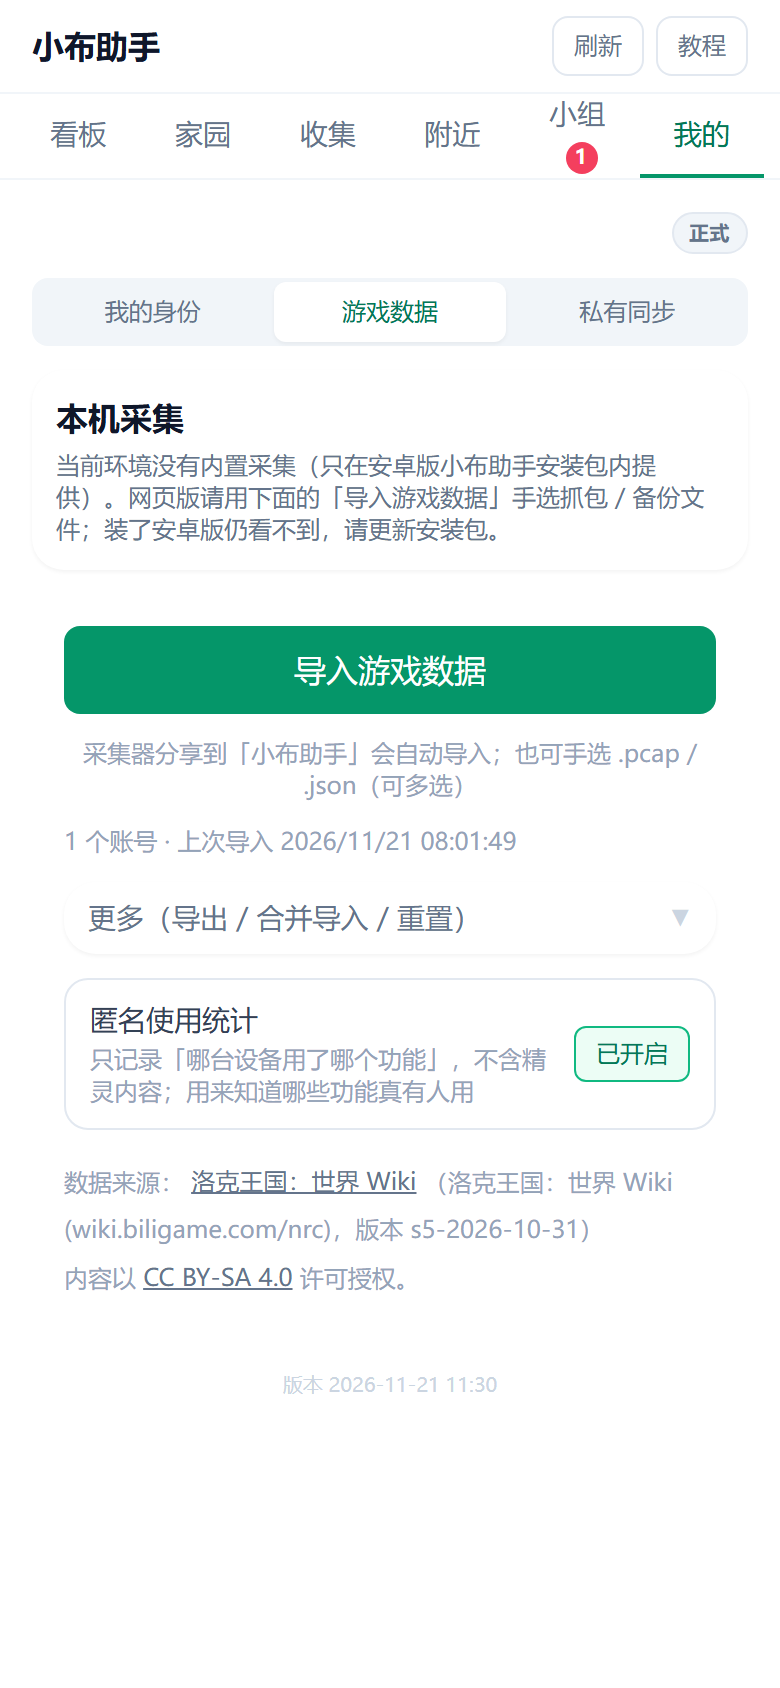 小布助手
刷新
教程
看板
家园
收集
附近
小组
1
我的
正式
我的身份
游戏数据
私有同步
本机采集
当前环境没有内置采集（只在安卓版小布助手安装包内提
供）。网页版请用下面的「导入游戏数据」手选抓包 / 备份文
件；装了安卓版仍看不到，请更新安装包。
导入游戏数据
采集器分享到「小布助手」会自动导入；也可手选 .pcap /
.json（可多选）
1 个账号 · 上次导入 2026/11/21 08:01:49
更多（导出 / 合并导入 / 重置）
▼
匿名使用统计
只记录「哪台设备用了哪个功能」，不含精
灵内容；用来知道哪些功能真有人用
已开启
数据来源： 洛克王国：世界 Wiki （洛克王国：世界 Wiki
(wiki.biligame.com/nrc)，版本 s5-2026-10-31）
内容以 CC BY-SA 4.0 许可授权。
版本 2026-11-21 11:30